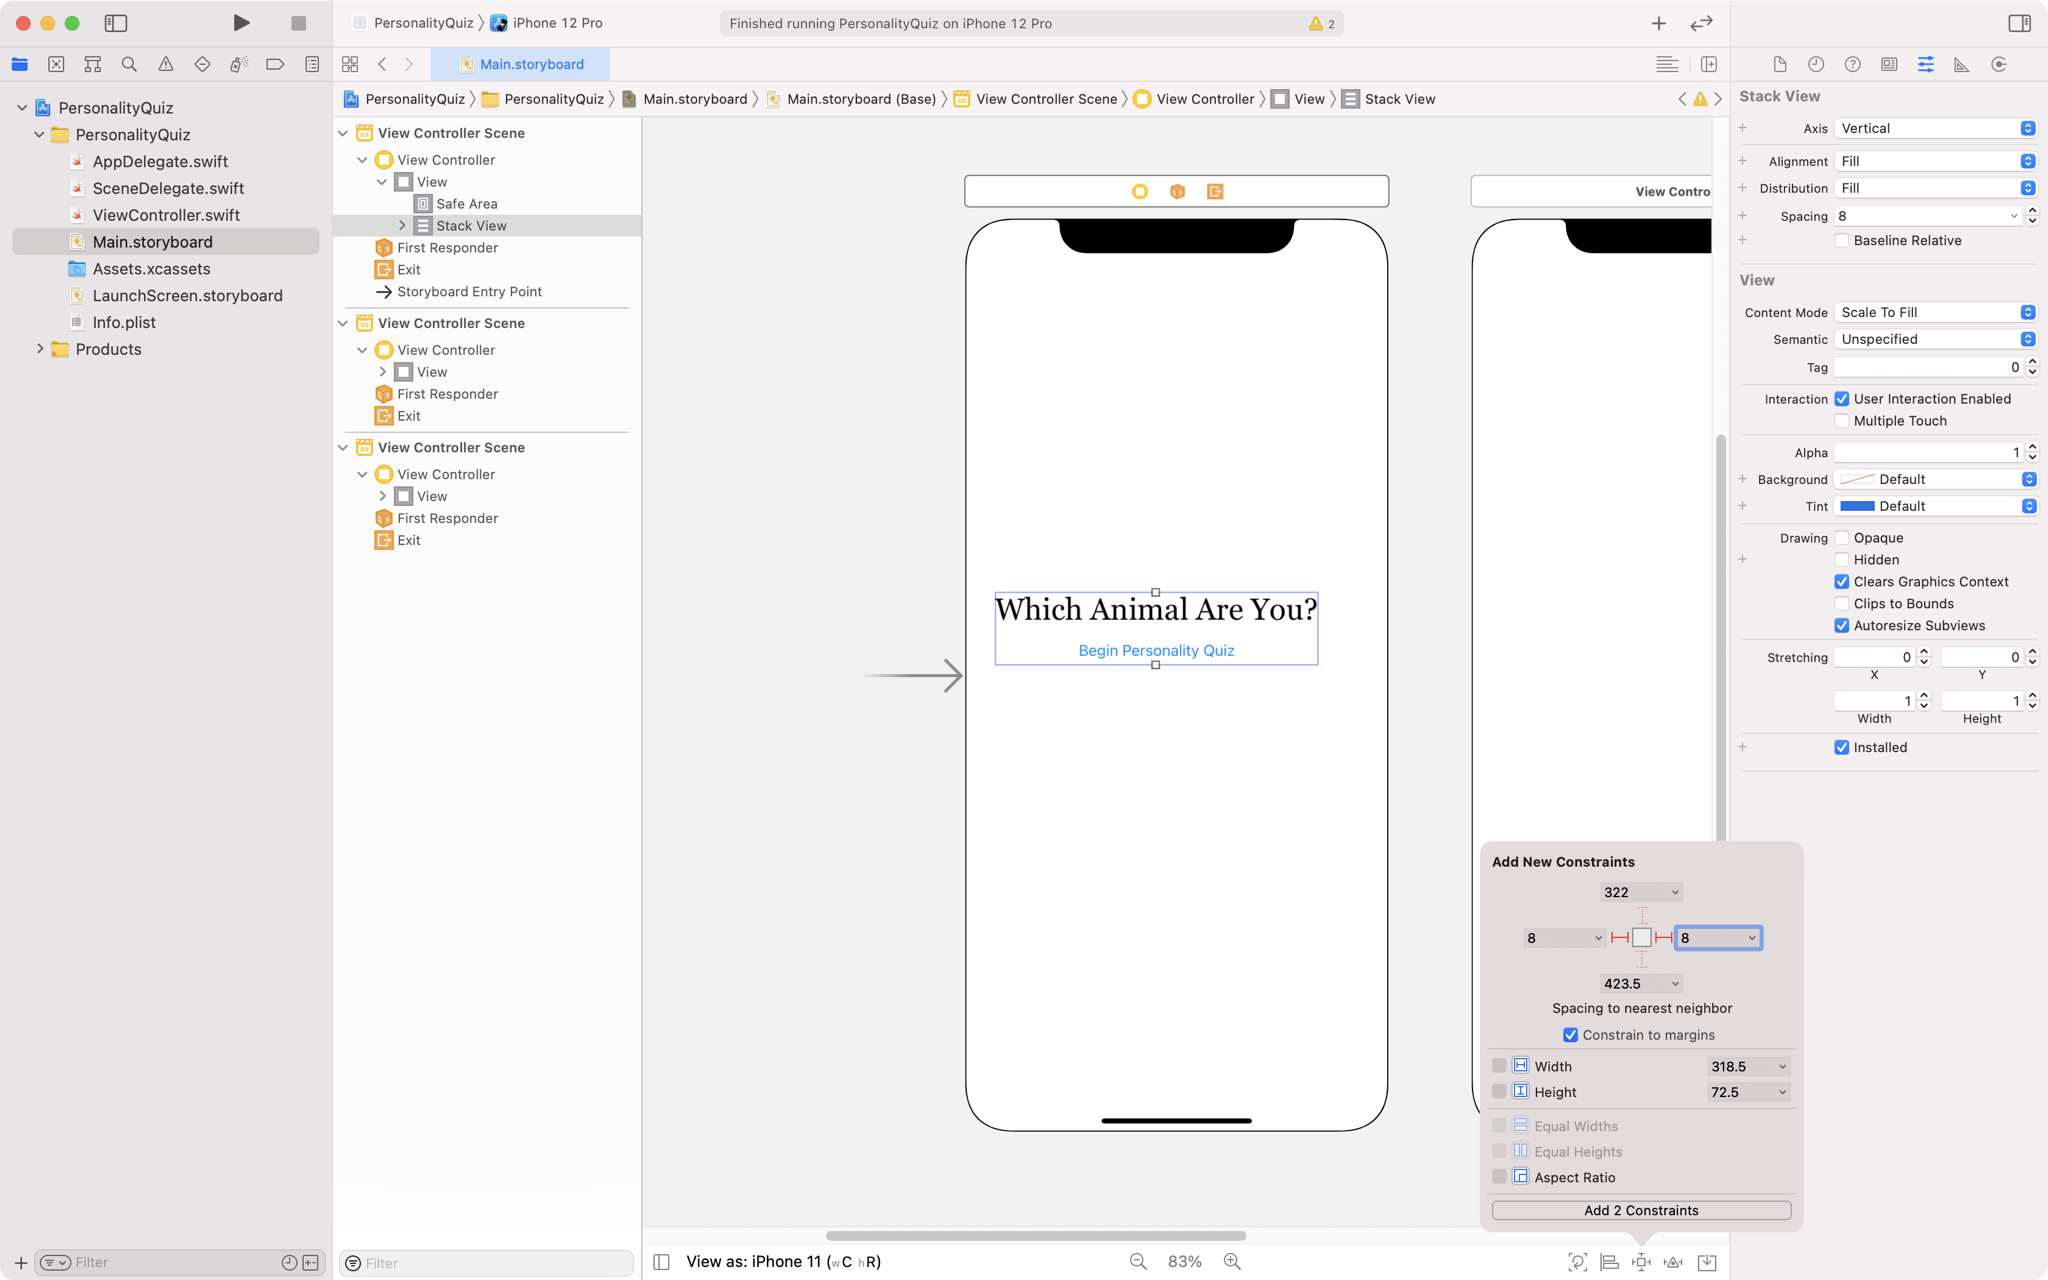 PersonalityQuiz
iPhone 12 Pro
Finished running PersonalityQuiz on iPhone 12 Pro
2
Main.storyboard
PersonalityQuiz
PersonalityQuiz
Main.storyboard
Main.storyboard (Base)
View Controller Scene
View Controller
View
Stack View
PersonalityQuiz
PersonalityQuiz
AppDelegate.swift
SceneDelegate.swift
ViewController.swift
Main.storyboard
Assets.xcassets
LaunchScreen.storyboard
Info.plist
Products
Filter
View Controller Scene
View Controller
View
Safe Area
Stack View
First Responder
Exit
Storyboard Entry Point
View Controller Scene
View Controller
View
First Responder
Exit
View Controller Scene
View Controller
View
First Responder
Exit
Filter
View Contro
Which Animal Are You?
Begin Personality Quiz
View as: iPhone 11 (wC hR)
83%
Add New Constraints
322
8
8
423.5
Spacing to nearest neighbor
Constrain to margins
Width 318.5
Height 72.5
Equal Widths
Equal Heights
Aspect Ratio
Add 2 Constraints
Stack View
Axis Vertical
Alignment Fill
Distribution Fill
Spacing 8
Baseline Relative
View
Content Mode Scale To Fill
Semantic Unspecified
Tag 0
Interaction User Interaction Enabled
Multiple Touch
Alpha 1
Background Default
Tint Default
Drawing Opaque
Hidden
Clears Graphics Context
Clips to Bounds
Autoresize Subviews
Stretching 0 0
X Y
1 1
Width Height
Installed